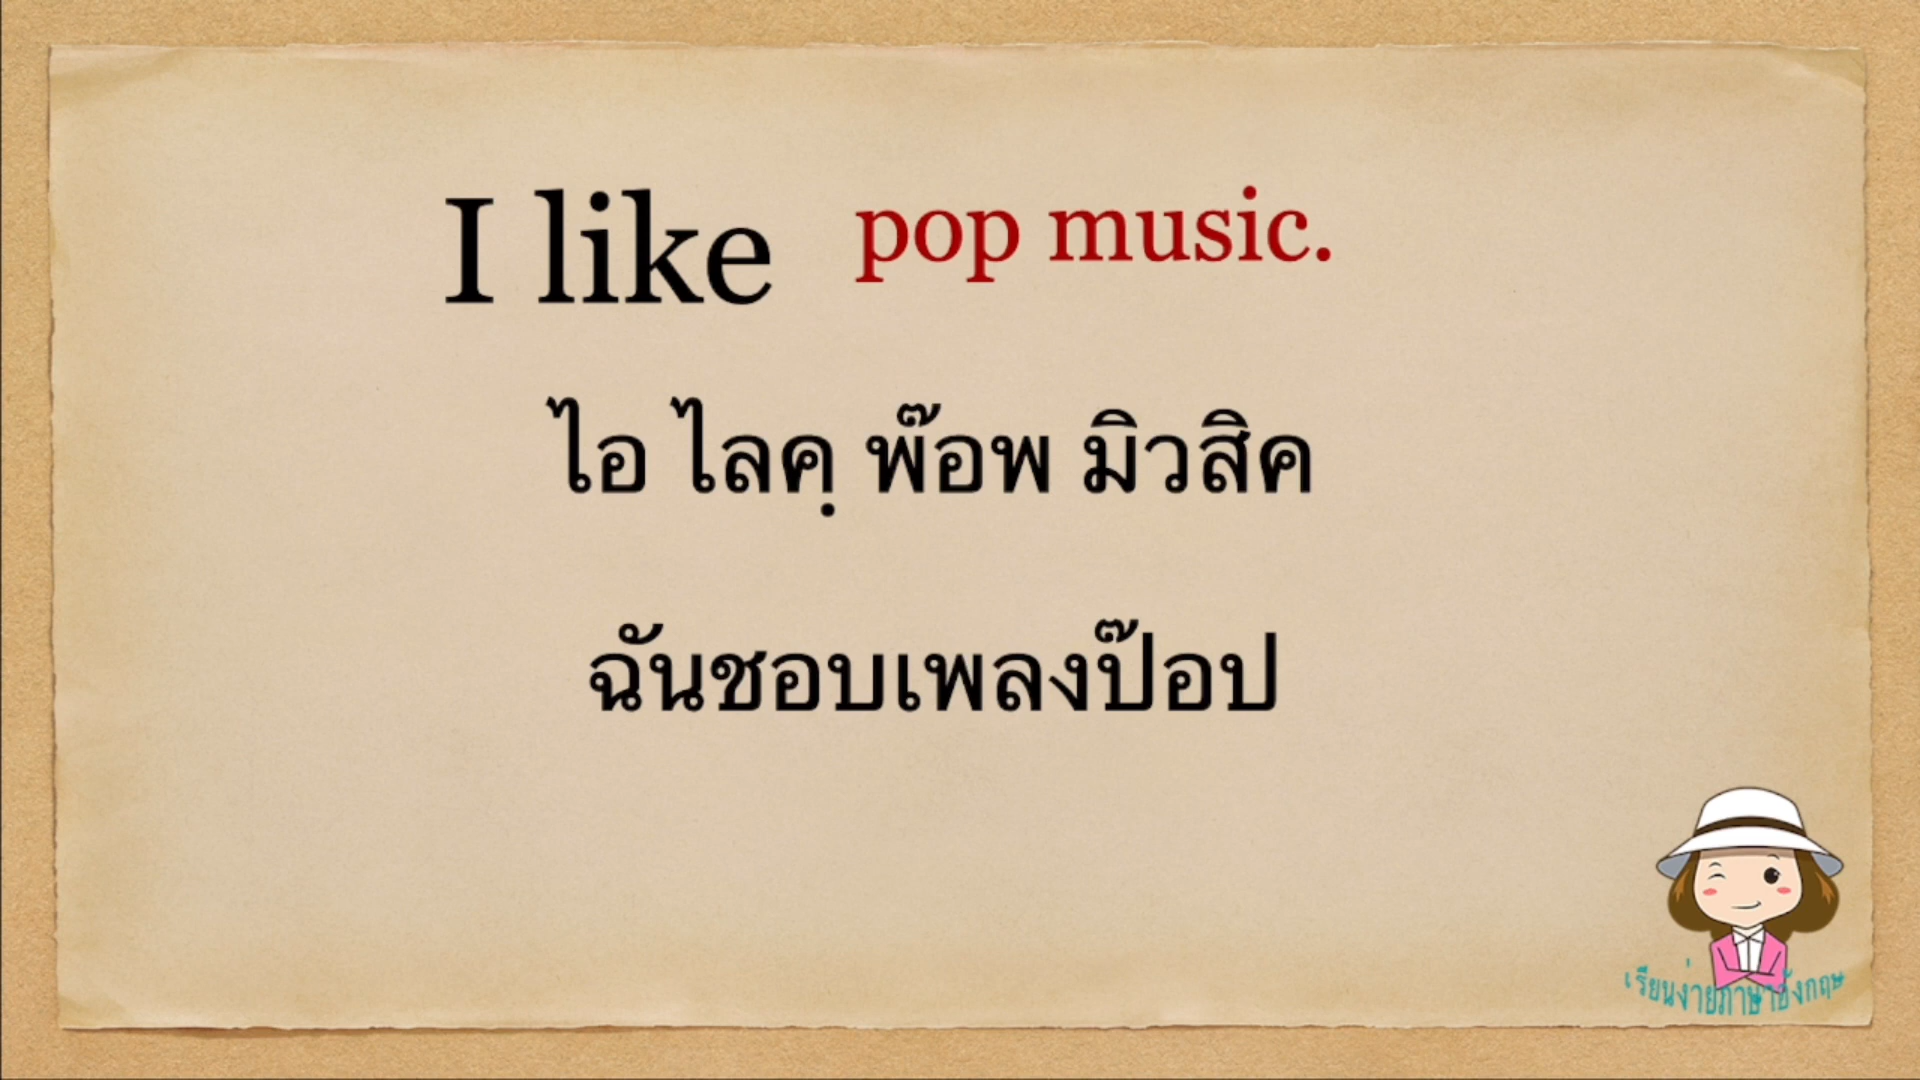 I like pop music.
ไอ ไลคฺ พ๊อพ มิวสิค
ฉันชอบเพลงป๊อป
เรียนง่ายภาษาอังกฤษ